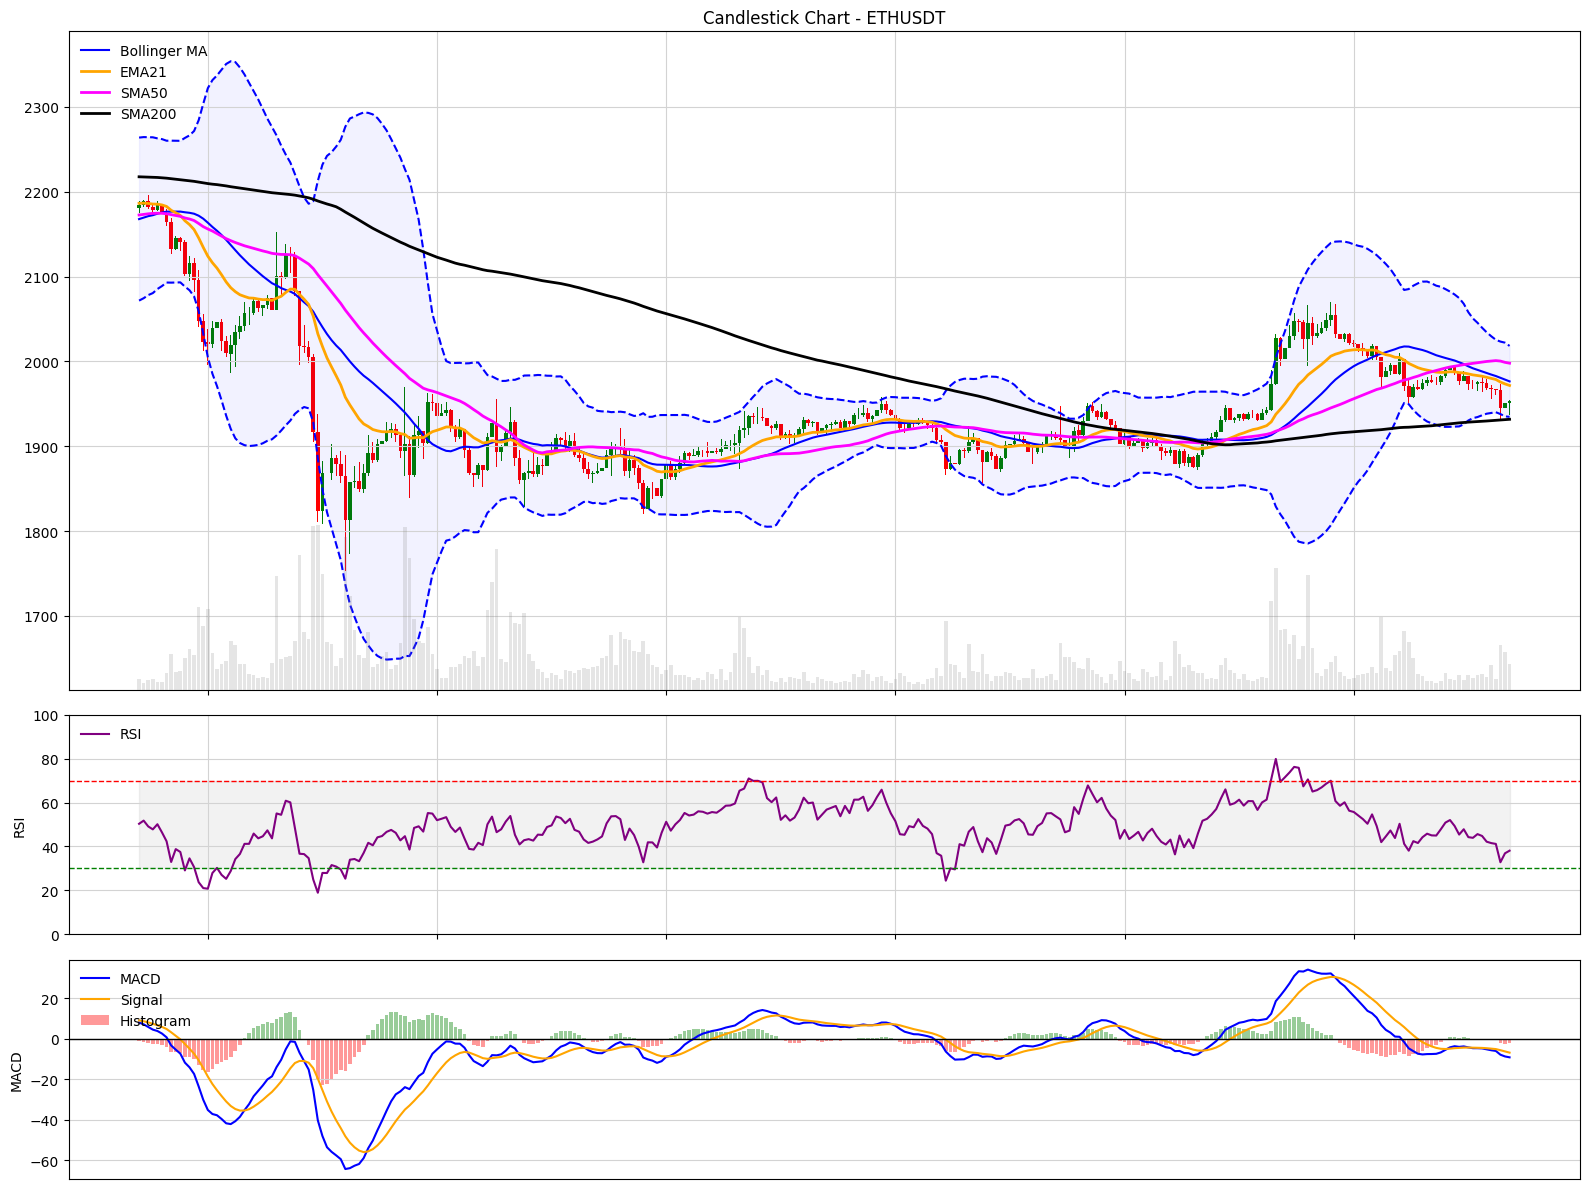 Candlestick Chart - ETHUSDT
Bollinger MA
EMA21
SMA50
SMA200
2300
2200
2100
2000
1900
1800
1700
100
RSI
80
60
RSI
40
20
0
MACD
Signal
Histogram
20
0
MACD
−20
−40
−60